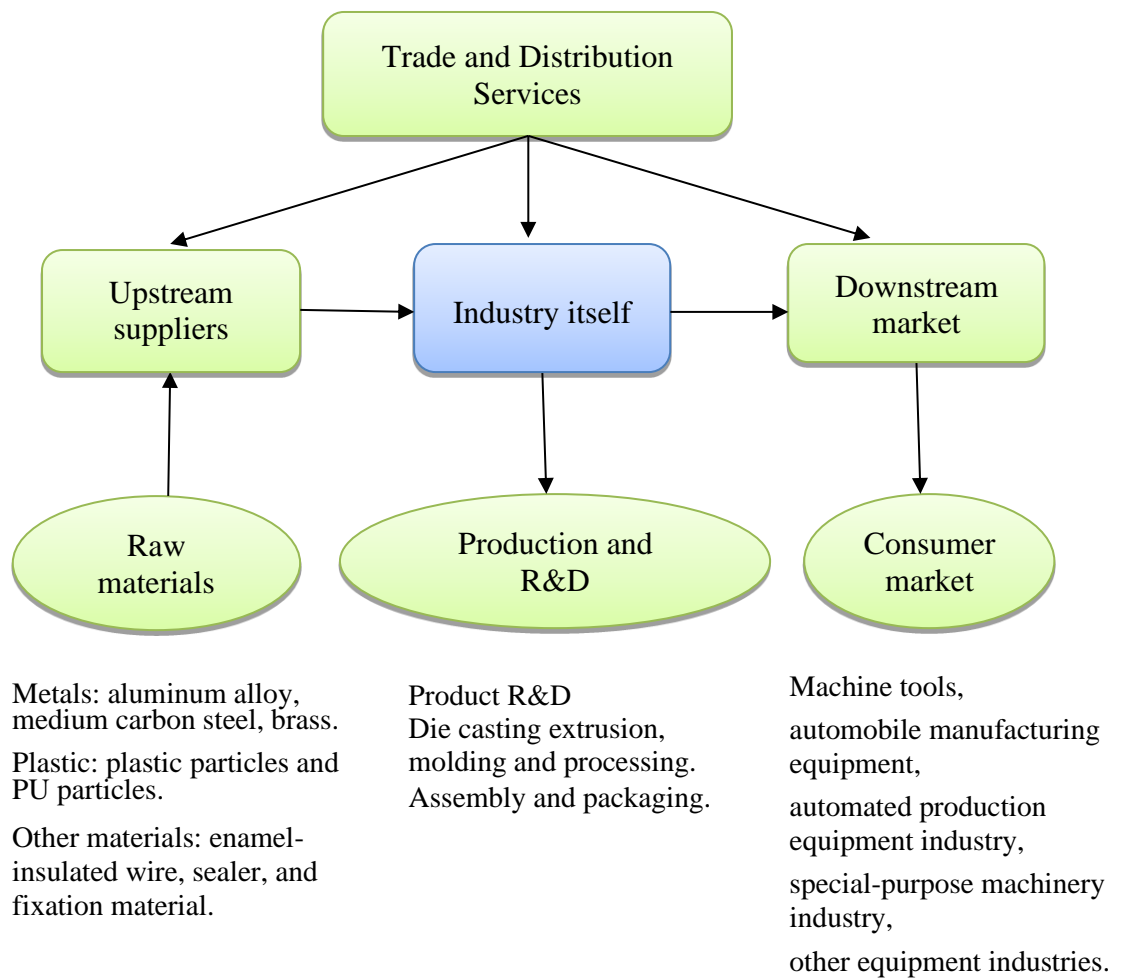 Trade and Distribution
Services
Upstream
suppliers
Industry itself
Downstream
market
Raw
materials
Production and
R&D
Consumer
market
Metals: aluminum alloy,
medium carbon steel, brass.
Plastic: plastic particles and
PU particles.
Other materials: enamel-
insulated wire, sealer, and
fixation material.
Product R&D
Die casting extrusion,
molding and processing.
Assembly and packaging.
Machine tools,
automobile manufacturing
equipment,
automated production
equipment industry,
special-purpose machinery
industry,
other equipment industries.